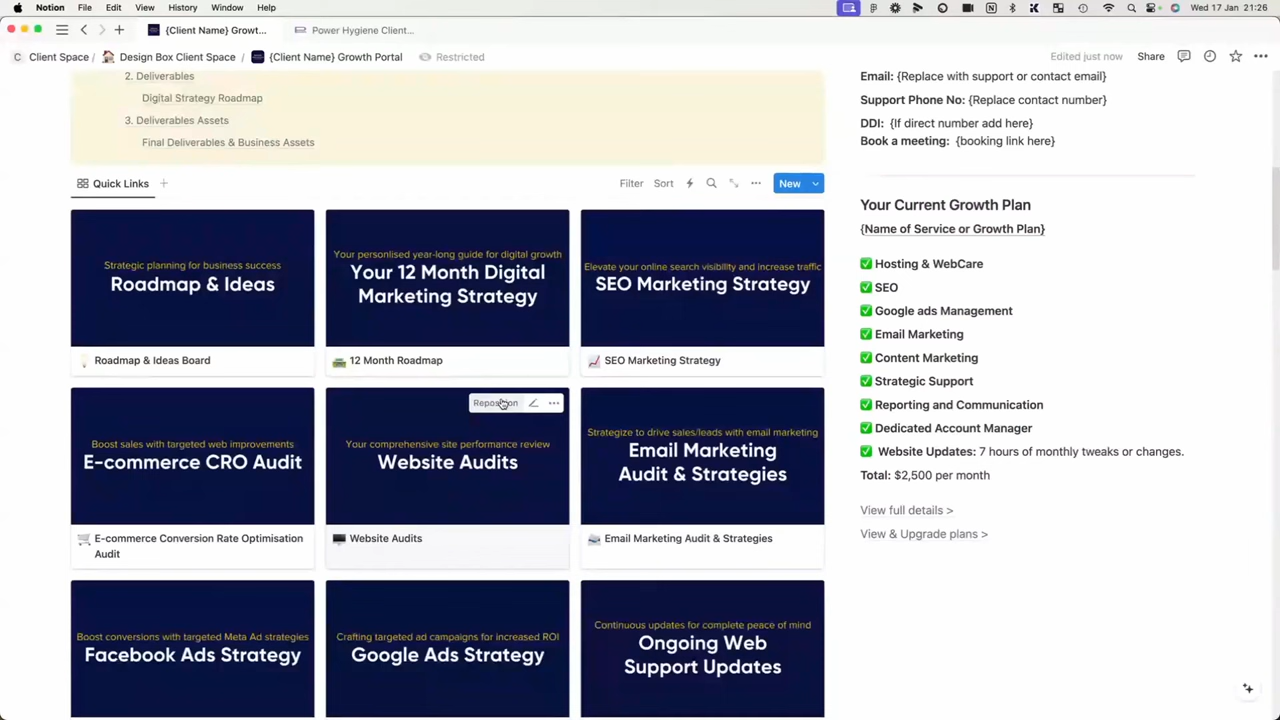 Notion File Edit View History Window Help
Wed 17 Jan 21:26
{Client Name} Growt...
Power Hygiene Client...
C Client Space / Design Box Client Space / {Client Name} Growth Portal Restricted
Edited just now Share
2. Deliverables
Digital Strategy Roadmap
3. Deliverables Assets
Final Deliverables & Business Assets
Quick Links
Filter Sort New
Strategic planning for business success
Roadmap & Ideas
Roadmap & Ideas Board
Your personlised year-long guide for digital growth
Your 12 Month Digital
Marketing Strategy
12 Month Roadmap
Elevate your online search visibility and increase traffic
SEO Marketing Strategy
SEO Marketing Strategy
Boost sales with targeted web improvements
E-commerce CRO Audit
E-commerce Conversion Rate Optimisation
Audit
Reposition
Your comprehensive site performance review
Website Audits
Website Audits
Strategize to drive sales/leads with email marketing
Email Marketing
Audit & Strategies
Email Marketing Audit & Strategies
Boost conversions with targeted Meta Ad strategies
Facebook Ads Strategy
Crafting targeted ad campaigns for increased ROI
Google Ads Strategy
Continuous updates for complete peace of mind
Ongoing Web
Support Updates
Email: {Replace with support or contact email}
Support Phone No: {Replace contact number}
DDI: {If direct number add here}
Book a meeting: {booking link here}
Your Current Growth Plan
{Name of Service or Growth Plan}
Hosting & WebCare
SEO
Google ads Management
Email Marketing
Content Marketing
Strategic Support
Reporting and Communication
Dedicated Account Manager
Website Updates: 7 hours of monthly tweaks or changes.
Total: $2,500 per month
View full details >
View & Upgrade plans >